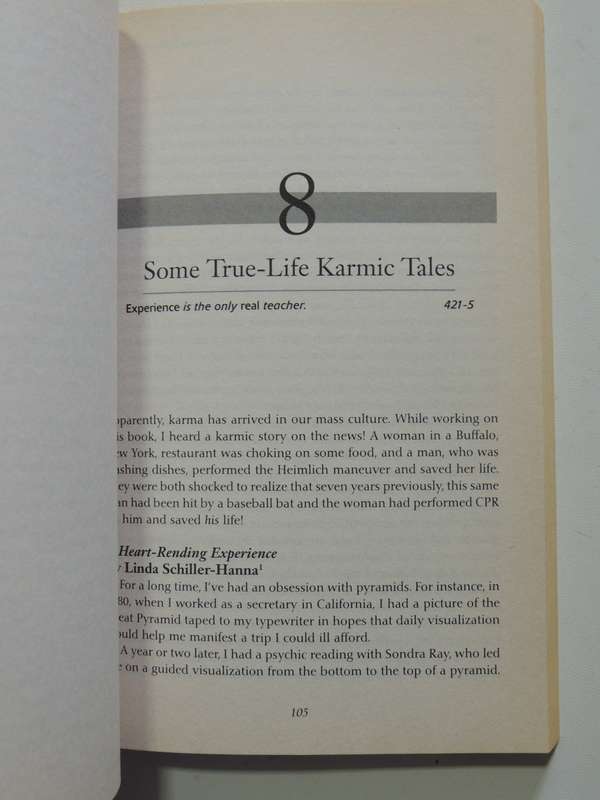 8
Some True-Life Karmic Tales
Experience is the only real teacher. 421-5
pparently, karma has arrived in our mass culture. While working on
is book, I heard a karmic story on the news! A woman in a Buffalo,
ew York, restaurant was choking on some food, and a man, who was
ashing dishes, performed the Heimlich maneuver and saved her life.
ey were both shocked to realize that seven years previously, this same
an had been hit by a baseball bat and the woman had performed CPR
him and saved his life!
Heart-Rending Experience
Linda Schiller-Hanna¹
For a long time, I've had an obsession with pyramids. For instance, in
80, when I worked as a secretary in California, I had a picture of the
eat Pyramid taped to my typewriter in hopes that daily visualization
ould help me manifest a trip I could ill afford.
A year or two later, I had a psychic reading with Sondra Ray, who led
e on a guided visualization from the bottom to the top of a pyramid.
105